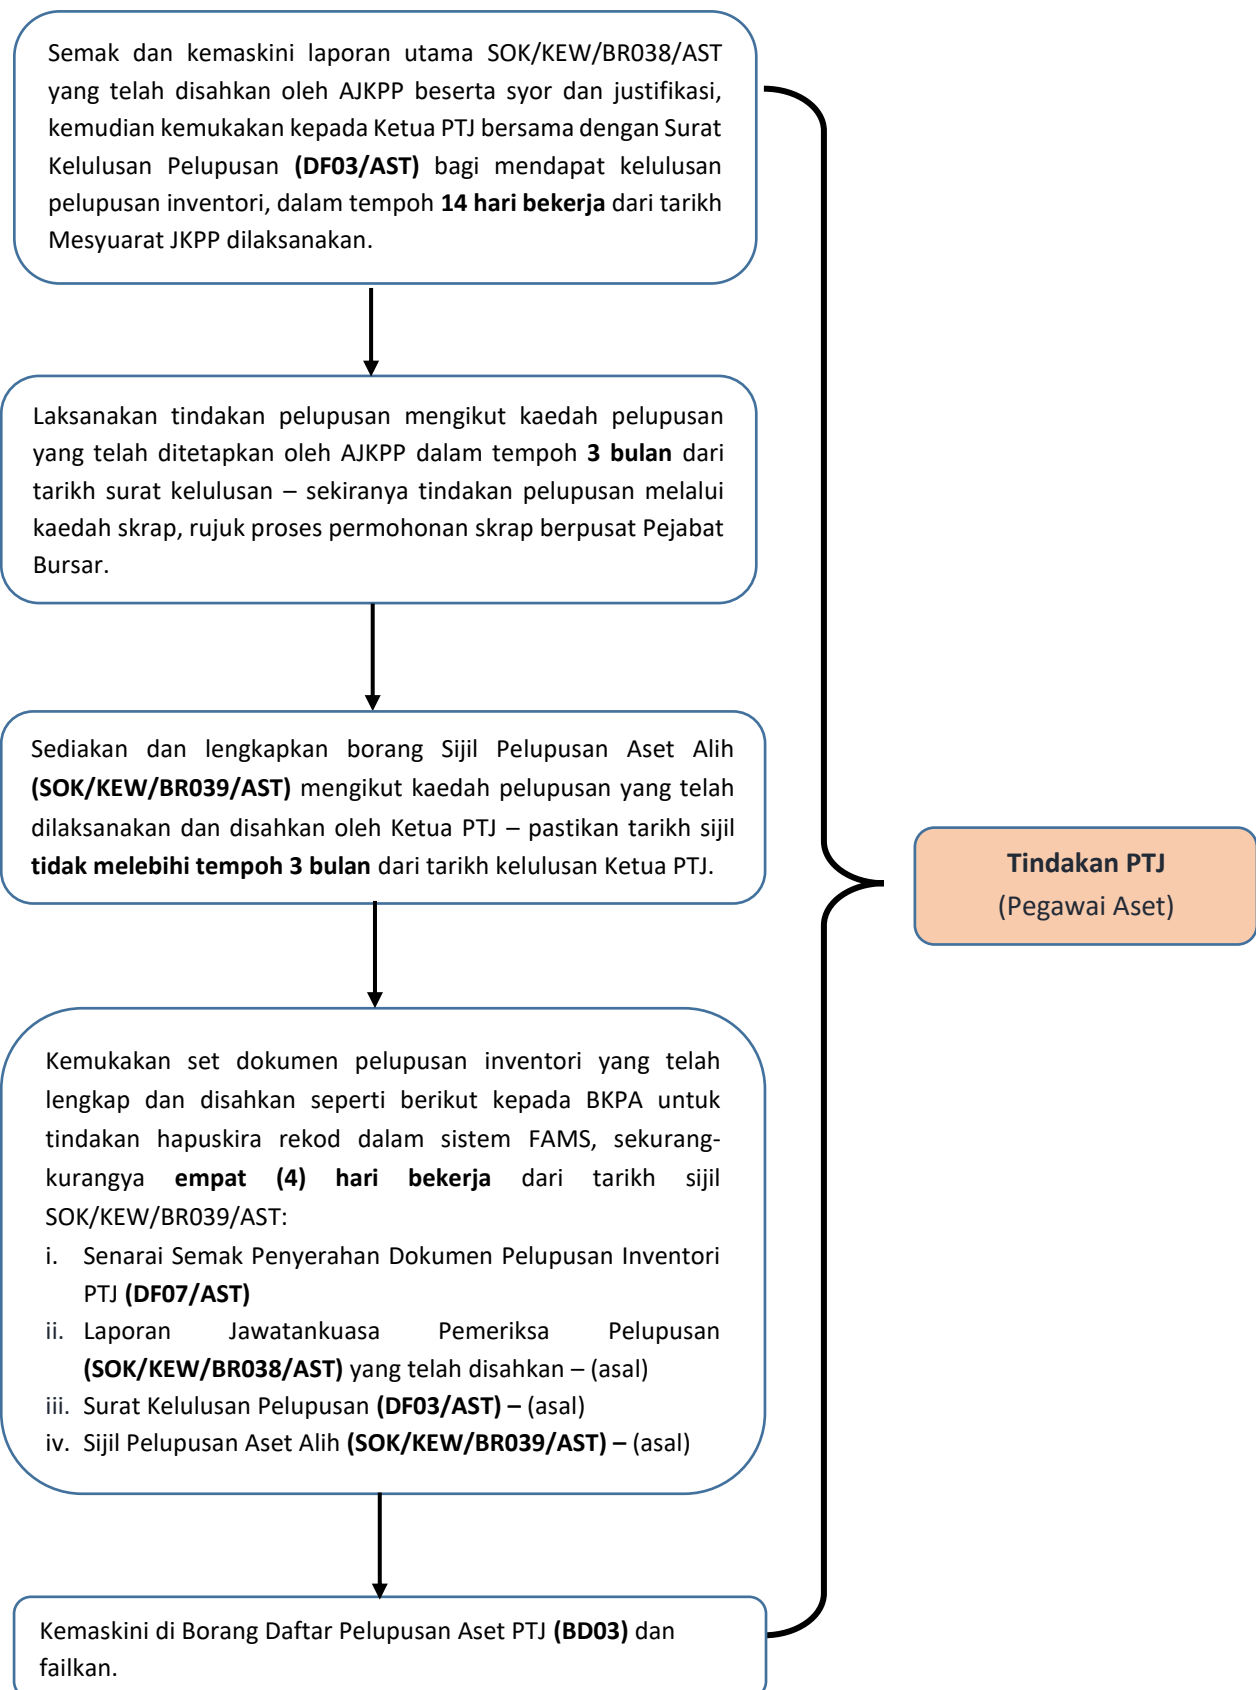 Semak dan kemaskini laporan utama SOK/KEW/BR038/AST
yang telah disahkan oleh AJKPP beserta syor dan justifikasi,
kemudian kemukakan kepada Ketua PTJ bersama dengan Surat
Kelulusan Pelupusan (DF03/AST) bagi mendapat kelulusan
pelupusan inventori, dalam tempoh 14 hari bekerja dari tarikh
Mesyuarat JKPP dilaksanakan.
Laksanakan tindakan pelupusan mengikut kaedah pelupusan
yang telah ditetapkan oleh AJKPP dalam tempoh 3 bulan dari
tarikh surat kelulusan – sekiranya tindakan pelupusan melalui
kaedah skrap, rujuk proses permohonan skrap berpusat Pejabat
Bursar.
Sediakan dan lengkapkan borang Sijil Pelupusan Aset Alih
(SOK/KEW/BR039/AST) mengikut kaedah pelupusan yang telah
dilaksanakan dan disahkan oleh Ketua PTJ – pastikan tarikh sijil
tidak melebihi tempoh 3 bulan dari tarikh kelulusan Ketua PTJ.
Tindakan PTJ
(Pegawai Aset)
Kemukakan set dokumen pelupusan inventori yang telah
lengkap dan disahkan seperti berikut kepada BKPA untuk
tindakan hapuskira rekod dalam sistem FAMS, sekurang-
kurangya empat (4) hari bekerja dari tarikh sijil
SOK/KEW/BR039/AST:
i. Senarai Semak Penyerahan Dokumen Pelupusan Inventori
PTJ (DF07/AST)
ii. Laporan Jawatankuasa Pemeriksa Pelupusan
(SOK/KEW/BR038/AST) yang telah disahkan – (asal)
iii. Surat Kelulusan Pelupusan (DF03/AST) – (asal)
iv. Sijil Pelupusan Aset Alih (SOK/KEW/BR039/AST) – (asal)
Kemaskini di Borang Daftar Pelupusan Aset PTJ (BD03) dan
failkan.